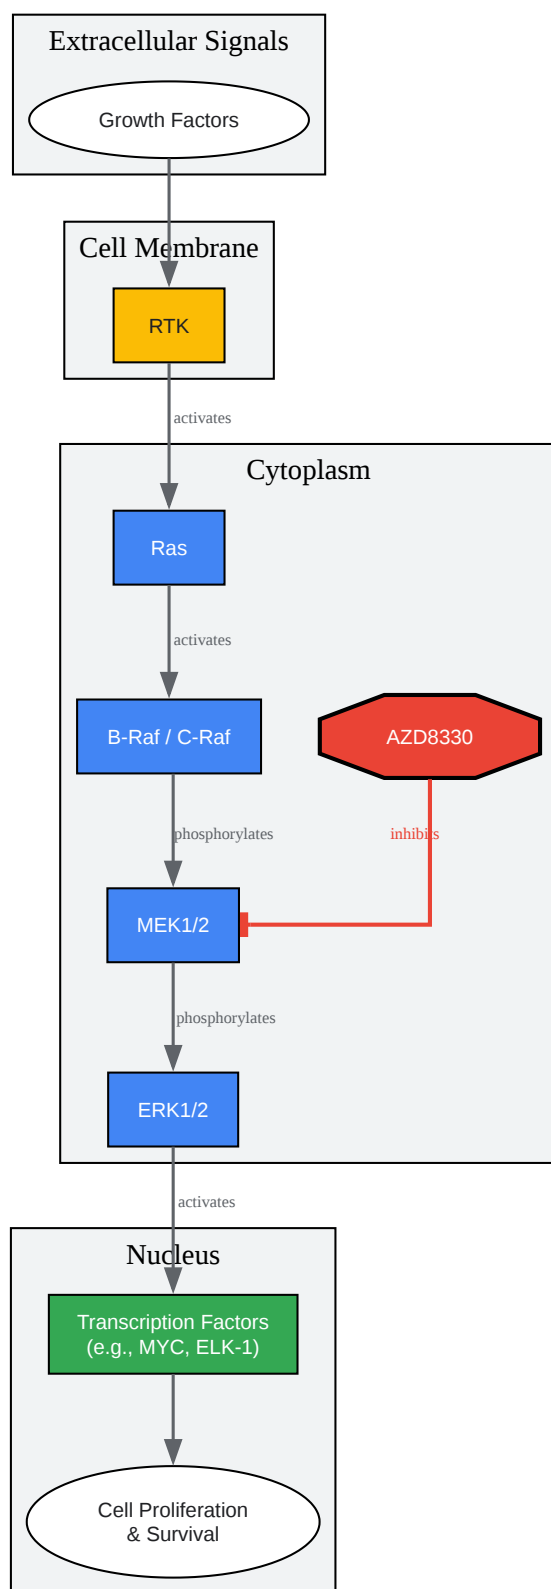 Extracellular Signals
Growth Factors
Cell Membrane
RTK
activates
Cytoplasm
Ras
activates
B-Raf / C-Raf
AZD8330
phosphorylates
inhibits
MEK1/2
phosphorylates
ERK1/2
activates
Nucleus
Transcription Factors
(e.g., MYC, ELK-1)
Cell Proliferation
& Survival